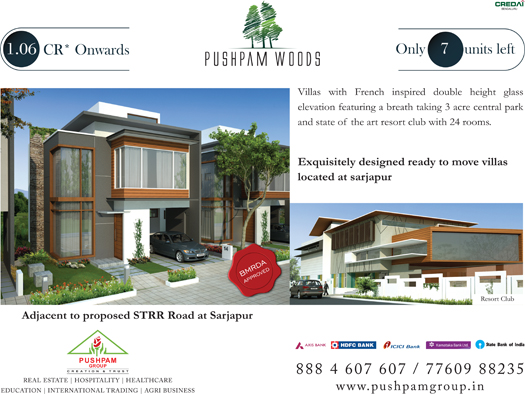 CREDAI
1.06 CR* Onwards
PUSHPAM WOODS
Only 7 units left
Villas with French inspired double height glass
elevation featuring a breath taking 3 acre central park
and state of the art resort club with 24 rooms.
Exquisitely designed ready to move villas
located at sarjapur
BMRDA
APPROVED
Resort Club
Adjacent to proposed STRR Road at Sarjapur
PUSHPAM
GROUP
CREATION & TRUST
REAL ESTATE | HOSPITALITY | HEALTHCARE
EDUCATION | INTERNATIONAL TRADING | AGRI BUSINESS
AXIS BANK HDFC BANK ICICI Bank Karnataka Bank Ltd. State Bank of India
888 4 607 607 / 77609 88235
www.pushpamgroup.in